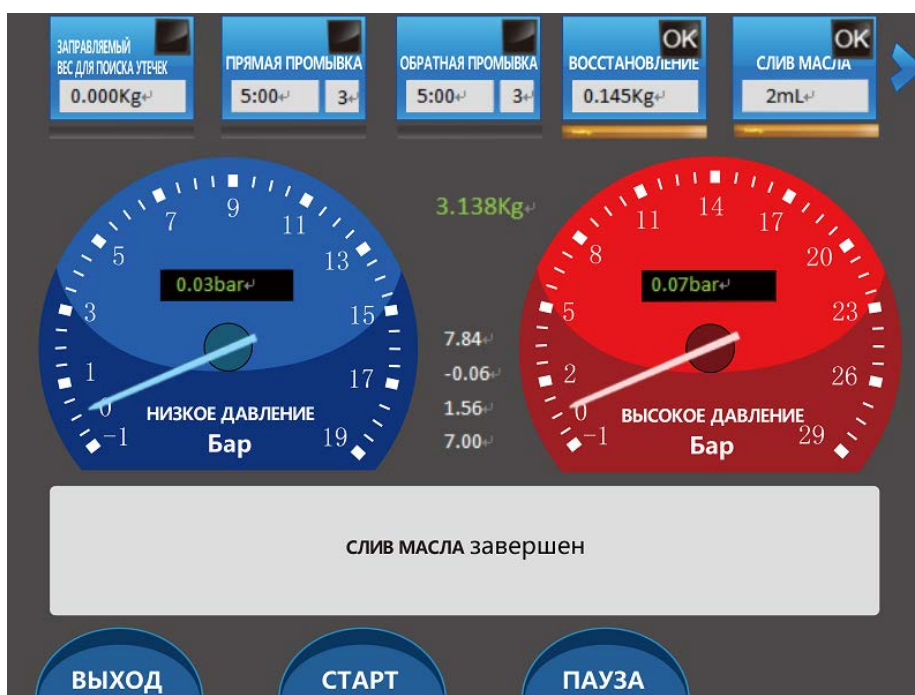 ЗАПРАВЛЯЕМЫЙ
ВЕС ДЛЯ ПОИСКА УТЕЧЕК
0.000Kg↵
ПРЯМАЯ ПРОМЫВКА
5:00↵ 3↵
ОБРАТНАЯ ПРОМЫВКА
5:00↵ 3↵
OK
ВОССТАНОВЛЕНИЕ
0.145Kg↵
OK
СЛИВ МАСЛА
2mL↵
-1 0 1 3 5 7 9 11 13 15 17 19
0.03bar↵
НИЗКОЕ ДАВЛЕНИЕ
Бар
3.138Kg↵
7.84↵
-0.06↵
1.56↵
7.00↵
-1 0 2 5 8 11 14 17 20 23 26 29
0.07bar↵
ВЫСОКОЕ ДАВЛЕНИЕ
Бар
СЛИВ МАСЛА завершен
ВЫХОД
СТАРТ
ПАУЗА